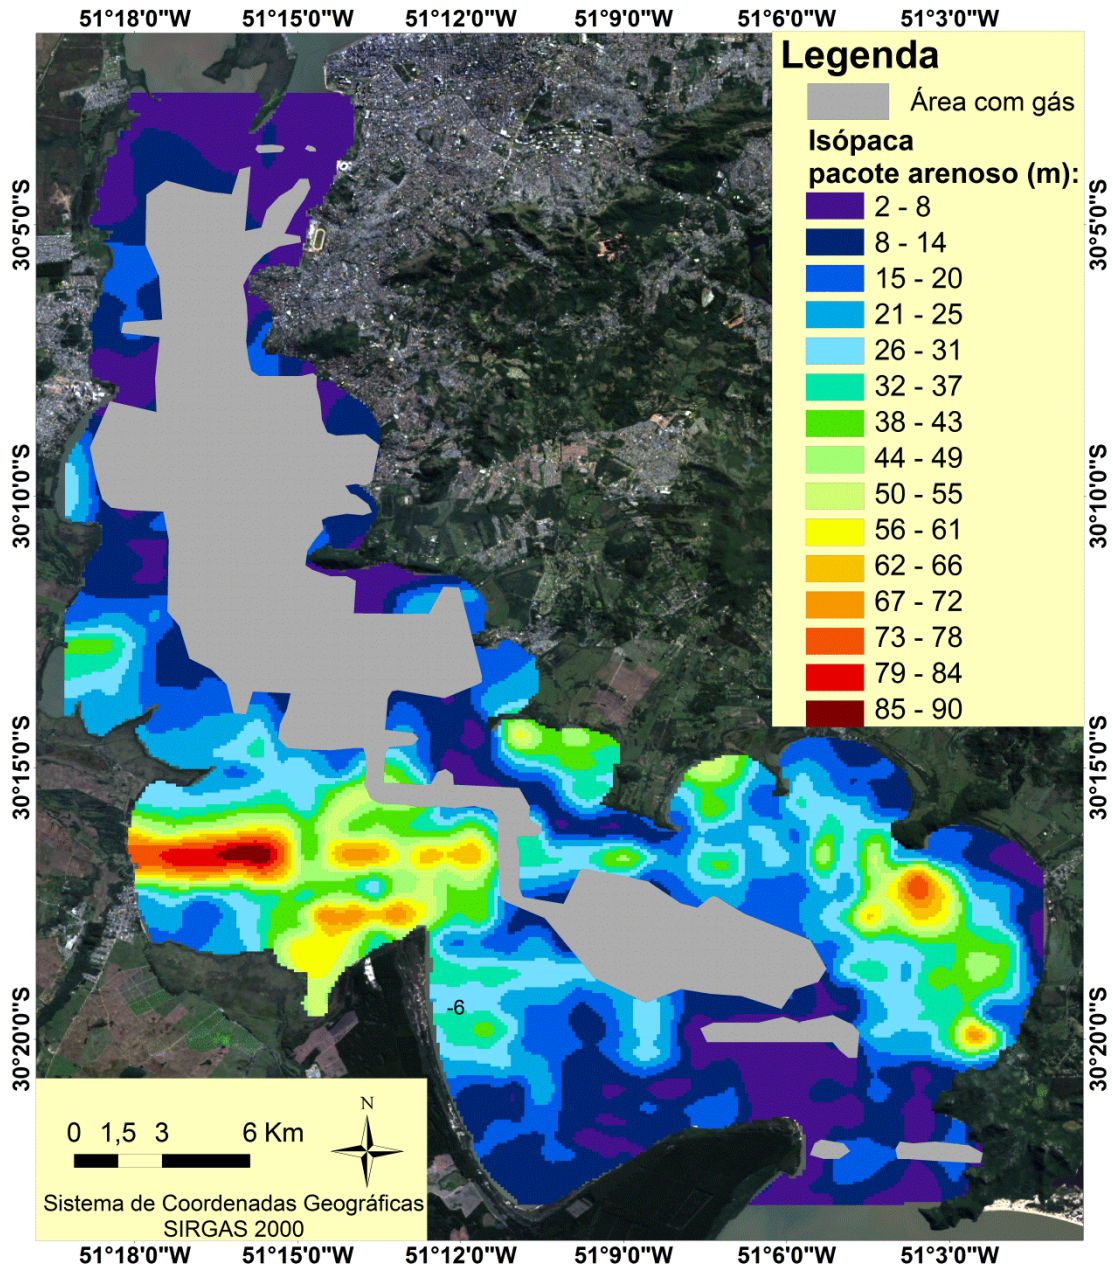 51°18'0"W 51°15'0"W 51°12'0"W 51°9'0"W 51°6'0"W 51°3'0"W
Legenda
Área com gás
Isópaca
pacote arenoso (m):
2 - 8
8 - 14
15 - 20
21 - 25
26 - 31
32 - 37
38 - 43
44 - 49
50 - 55
56 - 61
62 - 66
67 - 72
73 - 78
79 - 84
85 - 90
30°5'0"S
30°10'0"S
30°15'0"S
30°20'0"S
30°5'0"S
30°10'0"S
30°15'0"S
30°20'0"S
-6
N
0 1,5 3 6 Km
Sistema de Coordenadas Geográficas
SIRGAS 2000
51°18'0"W 51°15'0"W 51°12'0"W 51°9'0"W 51°6'0"W 51°3'0"W